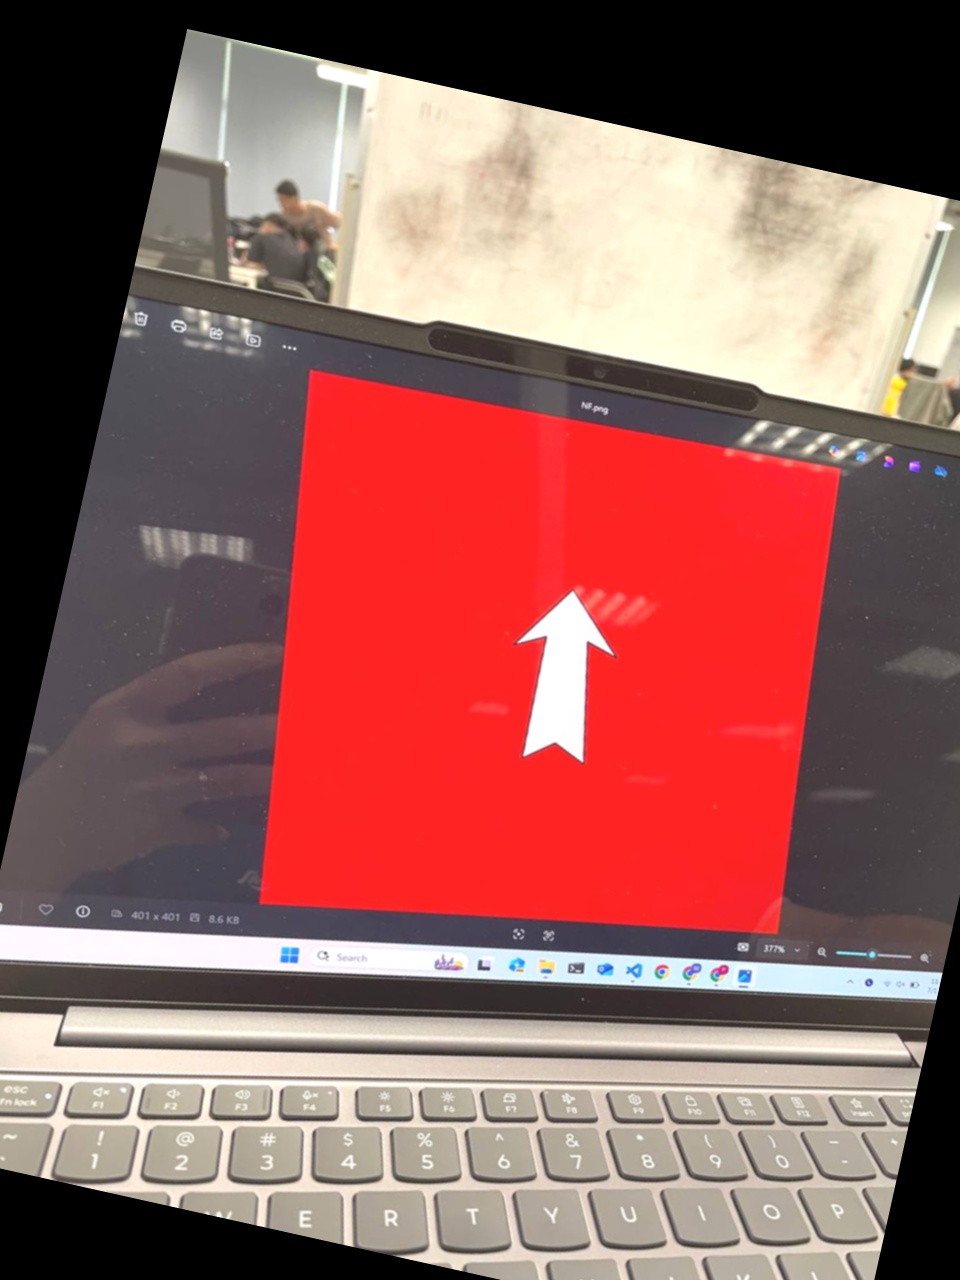 NF.png
401 x 401 8.6 KB
377%
Search
esc F1 F2 F3 F4 F5 F6 F7 F8 F9 F10 F11 F12 insert
fn lock
~ ! @ # $ % ^ & * ( ) -
1 2 3 4 5 6 7 8 9 0 -
W E R T Y U I O P